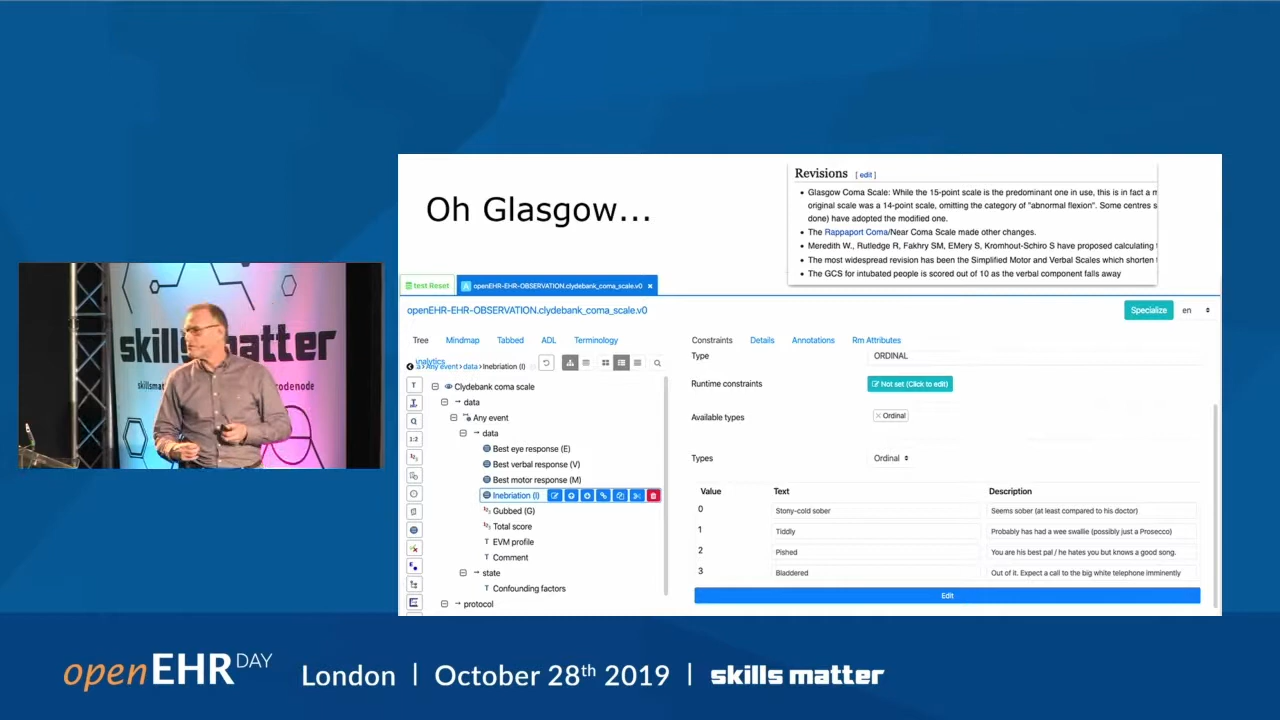 Oh Glasgow...
Revisions [ edit ]
• Glasgow Coma Scale: While the 15-point scale is the predominant one in use, this is in fact a m
original scale was a 14-point scale, omitting the category of "abnormal flexion". Some centres s
done) have adopted the modified one.
• The Rappaport Coma/Near Coma Scale made other changes.
• Meredith W., Rutledge R, Fakhry SM, EMery S, Kromhout-Schiro S have proposed calculating
• The most widespread revision has been the Simplified Motor and Verbal Scales which shorten
• The GCS for intubated people is scored out of 10 as the verbal component falls away
test Reset
A openEHR-EHR-OBSERVATION.clydebank_coma_scale.v0 ×
openEHR-EHR-OBSERVATION.clydebank_coma_scale.v0
Specialize
en
Tree Mindmap Tabbed ADL Terminology
Any event›data›Inebriation (I)
Clydebank coma scale
data
Any event
data
Best eye response (E)
Best verbal response (V)
Best motor response (M)
Inebriation (I)
Gubbed (G)
Total score
T EVM profile
T Comment
state
T Confounding factors
protocol
Constraints Details Annotations Rm Attributes
Type ORDINAL
Runtime constraints Not set (Click to edit)
Available types × Ordinal
Types Ordinal
Value Text Description
0 Stony-cold sober Seems sober (at least compared to his doctor)
1 Tiddly Probably has had a wee swallie (possibly just a Prosecco)
2 Pished You are his best pal / he hates you but knows a good song.
3 Bladdered Out of it. Expect a call to the big white telephone imminently
Edit
skills matter
skillsmat
codenode
openEHR DAY London | October 28th 2019 | skills matter